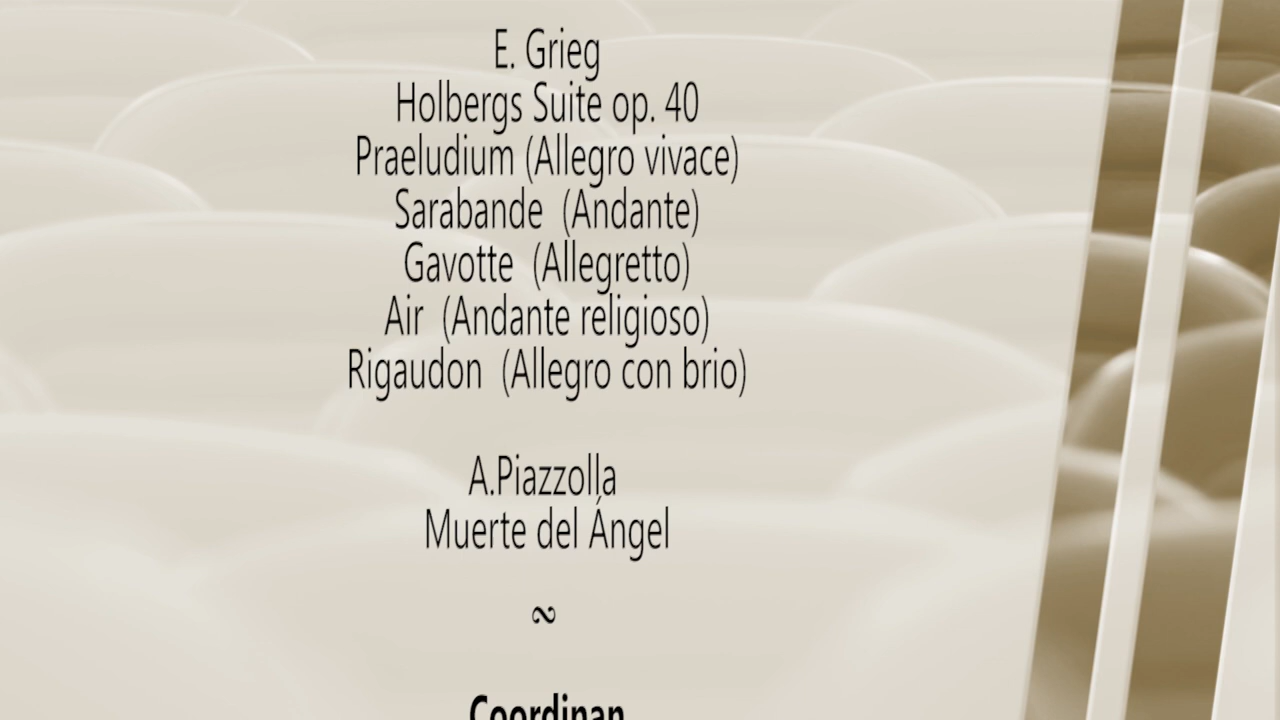 E. Grieg
Holbergs Suite op. 40
Praeludium (Allegro vivace)
Sarabande (Andante)
Gavotte (Allegretto)
Air (Andante religioso)
Rigaudon (Allegro con brio)
A.Piazzolla
Muerte del Ángel
~
Coordinan